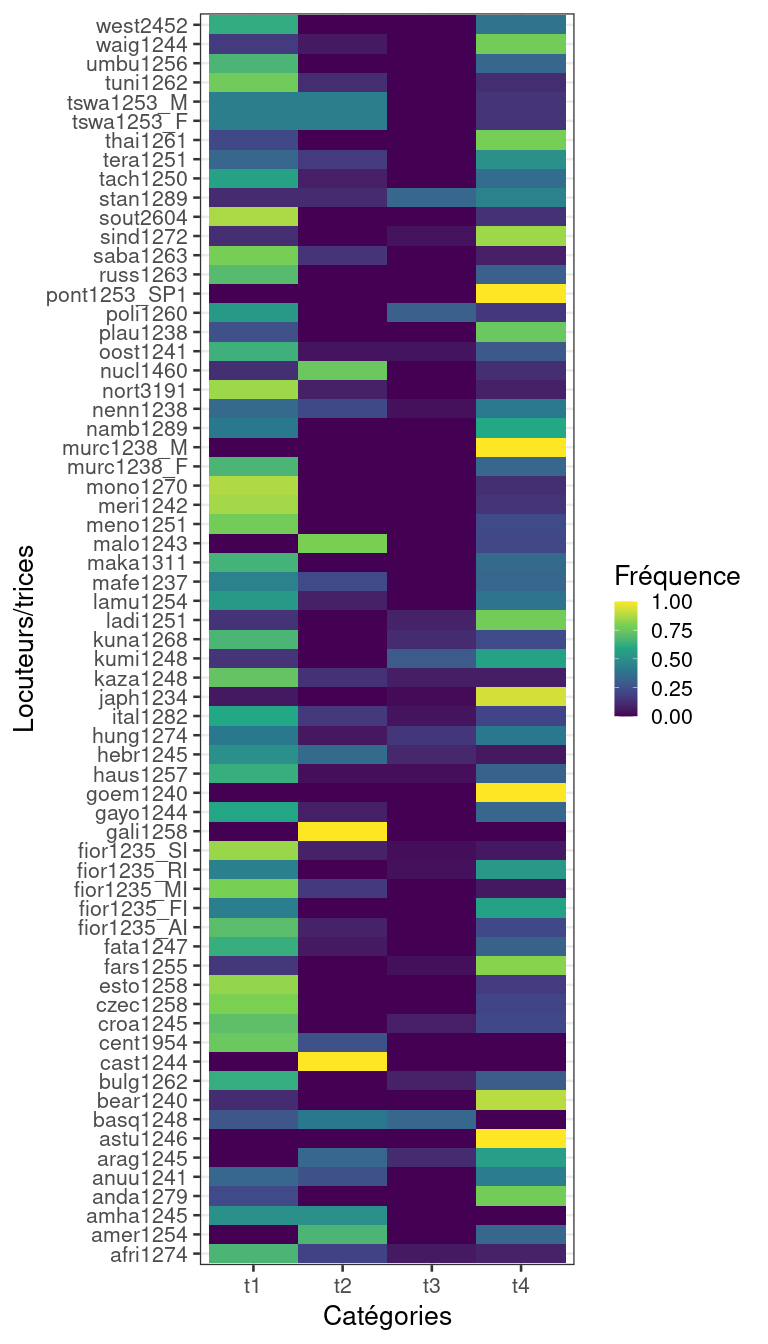 west2452
waig1244
umbu1256
tuni1262
tswa1253_M
tswa1253_F
thai1261
tera1251
tach1250
stan1289
sout2604
sind1272
saba1263
russ1263
pont1253_SP1
poli1260
plau1238
oost1241
nucl1460
nort3191
nenn1238
namb1289
murc1238_M
murc1238_F
mono1270
meri1242
meno1251
malo1243
maka1311
mafe1237
lamu1254
ladi1251
kuna1268
kumi1248
kaza1248
japh1234
ital1282
hung1274
hebr1245
haus1257
goem1240
gayo1244
gali1258
fior1235_SI
fior1235_RI
fior1235_MI
fior1235_FI
fior1235_AI
fata1247
fars1255
esto1258
czec1258
croa1245
cent1954
cast1244
bulg1262
bear1240
basq1248
astu1246
arag1245
anuu1241
anda1279
amha1245
amer1254
afri1274
t1 t2 t3 t4
Catégories
Locuteurs/trices
Fréquence
1.00
0.75
0.50
0.25
0.00